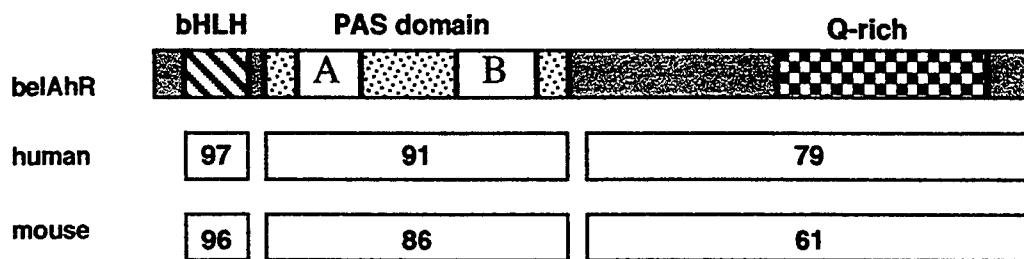 bHLH PAS domain Q-rich
belAhR A B
human 97 91 79
mouse 96 86 61